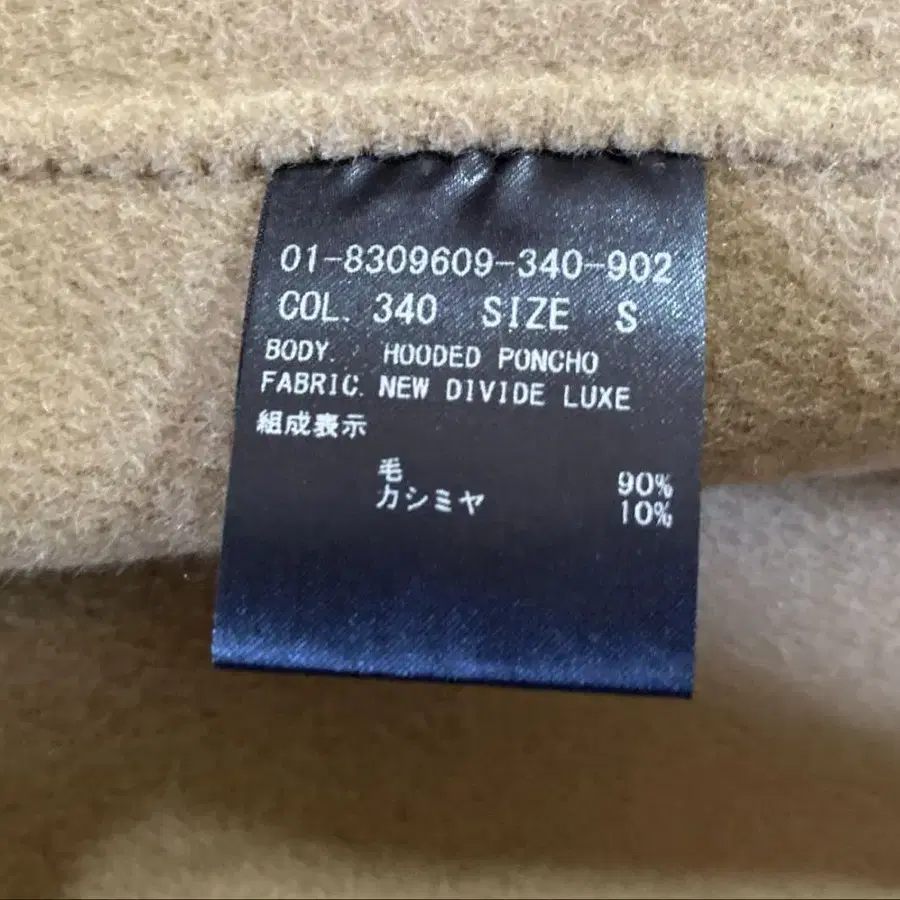 01-8309609-340-902
COL. 340 SIZE S
BODY. HOODED PONCHO
FABRIC. NEW DIVIDE LUXE
組成表示
毛 90%
カシミヤ 10%